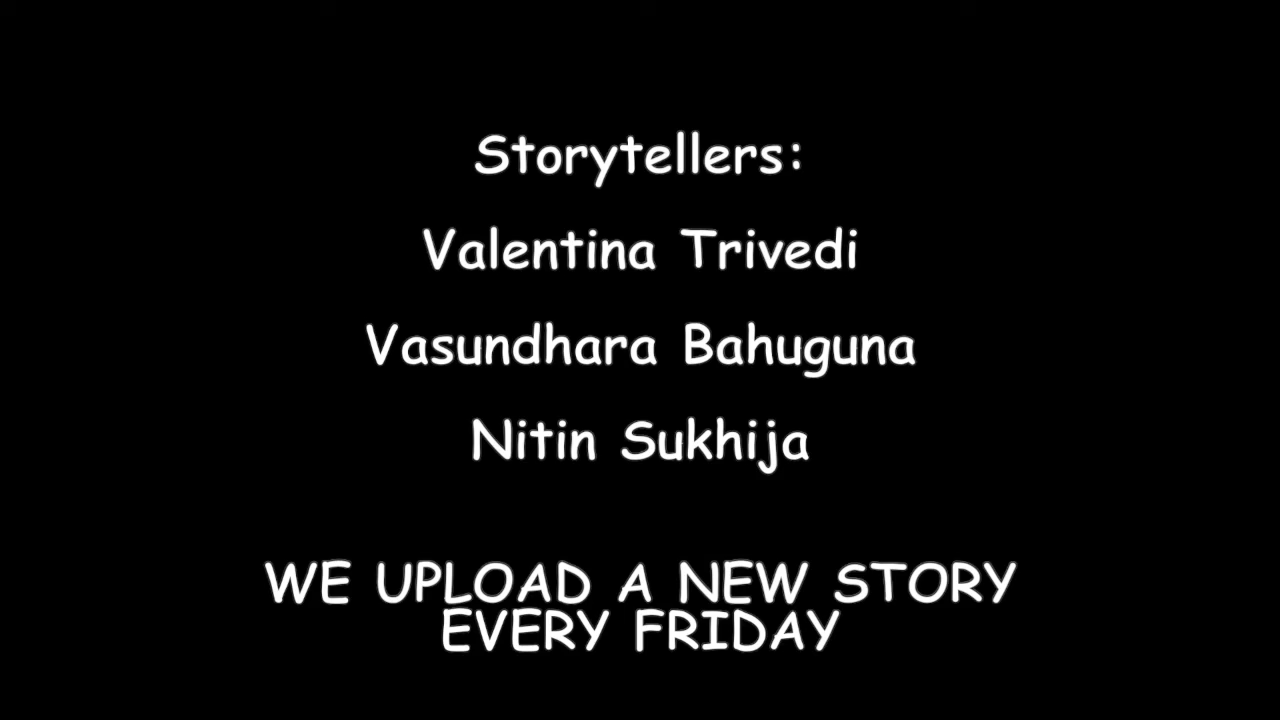 Storytellers:
Valentina Trivedi
Vasundhara Bahuguna
Nitin Sukhija
WE UPLOAD A NEW STORY
EVERY FRIDAY